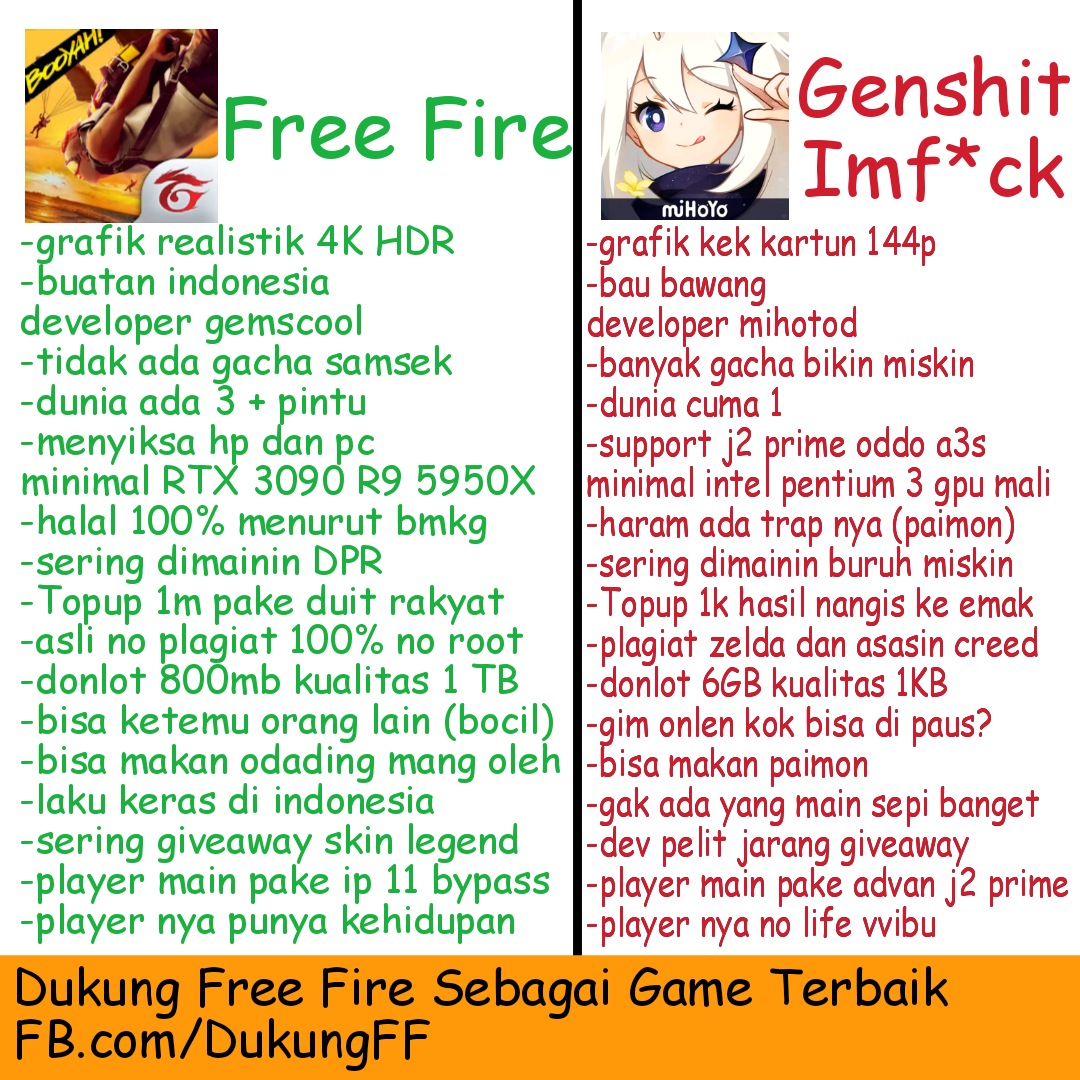 BOOYAH!
Free Fire
-grafik realistik 4K HDR
-buatan indonesia
developer gemscool
-tidak ada gacha samsek
-dunia ada 3 + pintu
-menyiksa hp dan pc
minimal RTX 3090 R9 5950X
-halal 100% menurut bmkg
-sering dimainin DPR
-Topup 1m pake duit rakyat
-asli no plagiat 100% no root
-donlot 800mb kualitas 1 TB
-bisa ketemu orang lain (bocil)
-bisa makan odading mang oleh
-laku keras di indonesia
-sering giveaway skin legend
-player main pake ip 11 bypass
-player nya punya kehidupan
miHoYo
Genshit
Imf*ck
-grafik kek kartun 144p
-bau bawang
developer mihotod
-banyak gacha bikin miskin
-dunia cuma 1
-support j2 prime oddo a3s
minimal intel pentium 3 gpu mali
-haram ada trap nya (paimon)
-sering dimainin buruh miskin
-Topup 1k hasil nangis ke emak
-plagiat zelda dan asasin creed
-donlot 6GB kualitas 1KB
-gim onlen kok bisa di paus?
-bisa makan paimon
-gak ada yang main sepi banget
-dev pelit jarang giveaway
-player main pake advan j2 prime
-player nya no life vvibu
Dukung Free Fire Sebagai Game Terbaik
FB.com/DukungFF